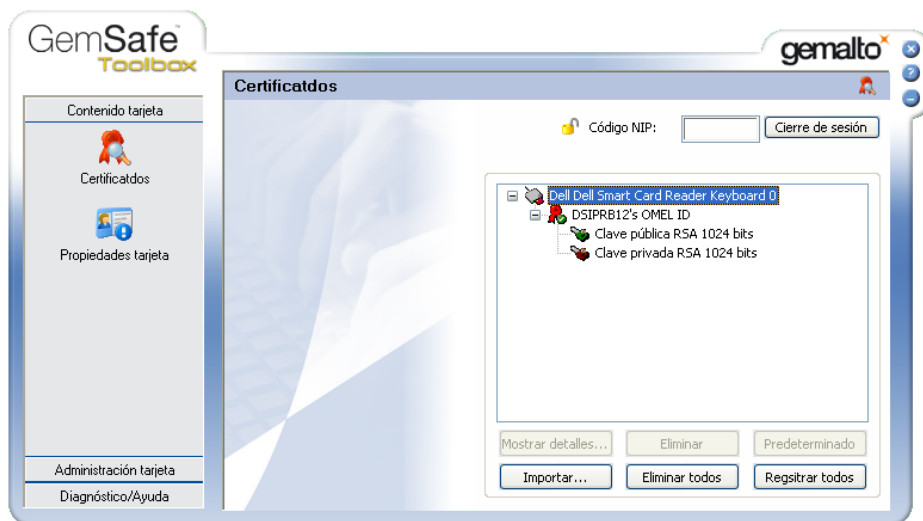 GemSafe
Toolbox
gemalto
Certificatdos
Contenido tarjeta
Certificatdos
Propiedades tarjeta
Administración tarjeta
Diagnóstico/Ayuda
Código NIP:
Cierre de sesión
Dell Dell Smart Card Reader Keyboard 0
DSIPRB12's OMEL ID
Clave pública RSA 1024 bits
Clave privada RSA 1024 bits
Mostrar detalles... Eliminar Predeterminado
Importar... Eliminar todos Regsitrar todos